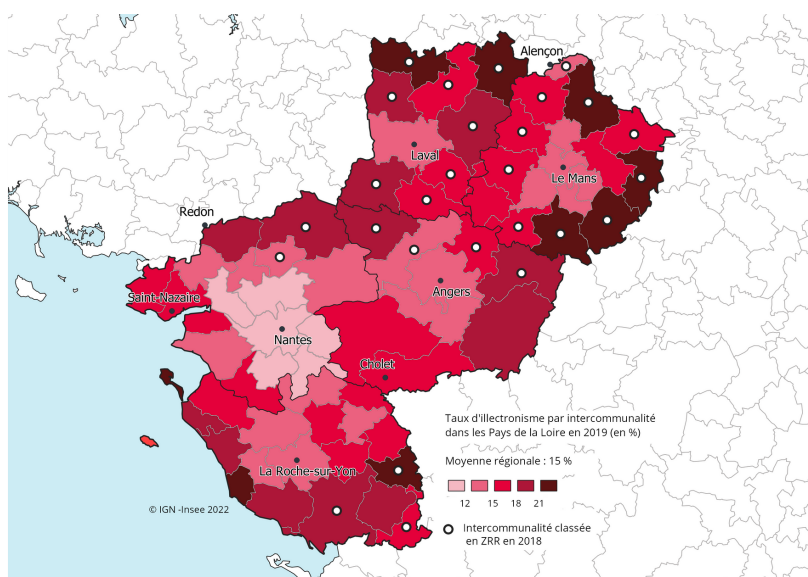 Alençon
Laval
Le Mans
Redon
Angers
Saint-Nazaire
Nantes
Cholet
Taux d'illectronisme par intercommunalité
dans les Pays de la Loire en 2019 (en %)
Moyenne régionale : 15 %
La Roche-sur-Yon
12 15 18 21
© IGN -Insee 2022
Intercommunalité classée
en ZRR en 2018